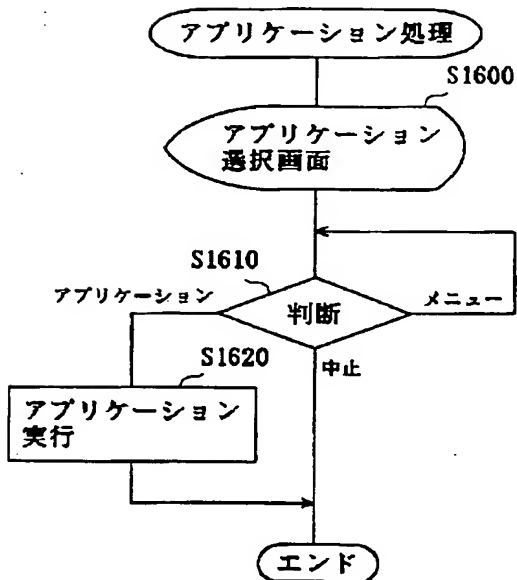 アプリケーション処理
S1600
アプリケーション
選択画面
S1610
アプリケーション
判断
メニュー
中止
S1620
アプリケーション
実行
エンド